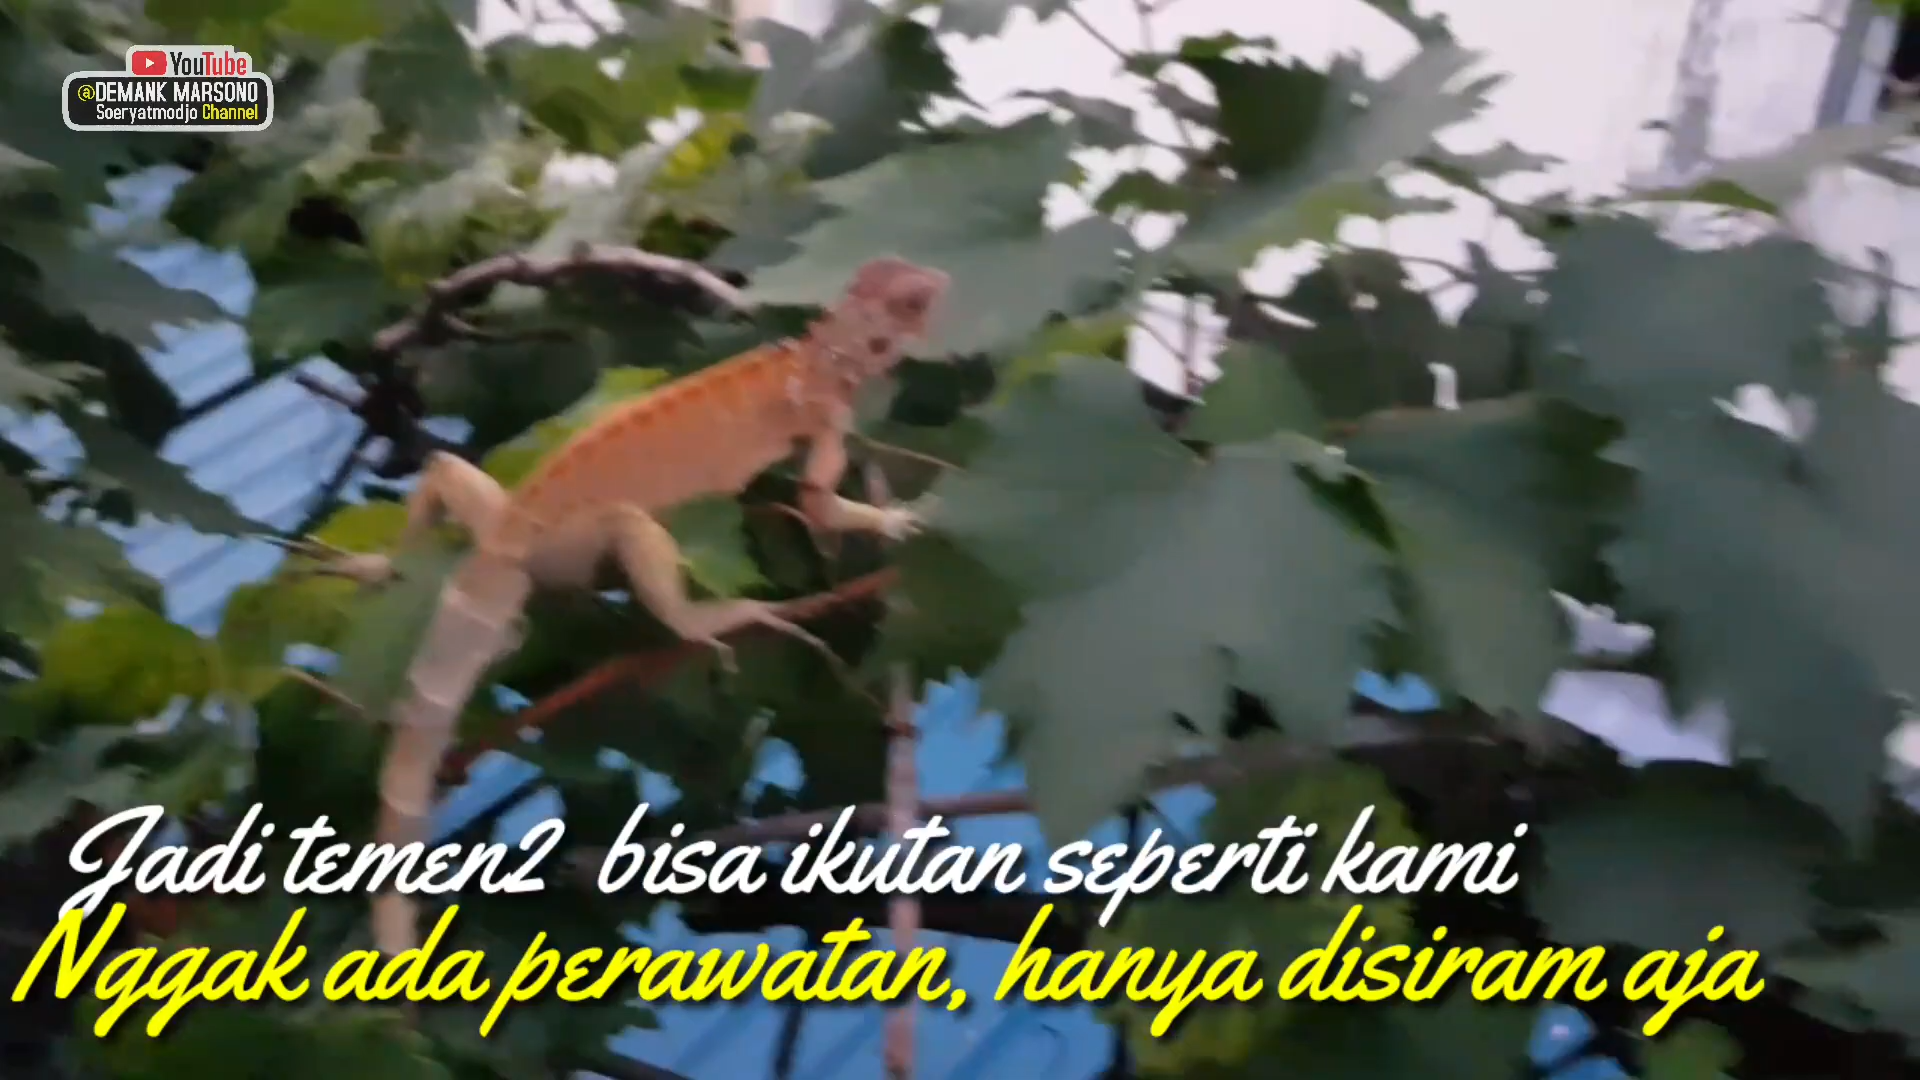 YouTube
@DEMANK MARSONO
Soeryatmodjo Channel
Jadi temen2 bisa ikutan seperti kami
Nggak ada perawatan, hanya disiram aja